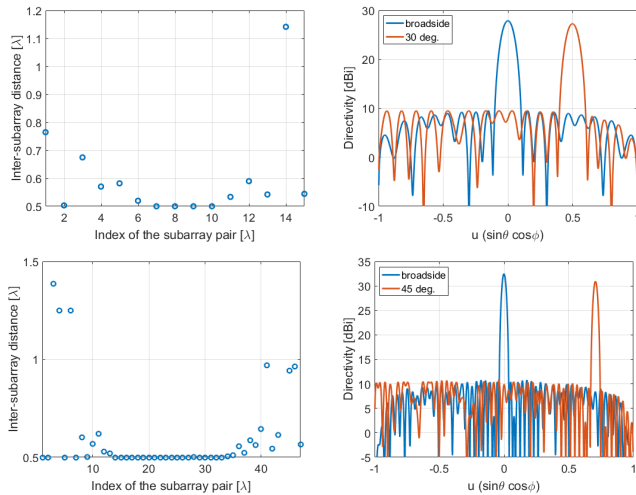 1.2
1.1
1
0.9
0.8
0.7
0.6
0.5
2 4 6 8 10 12 14
Inter-subarray distance [λ]
Index of the subarray pair [λ]
30
20
10
0
-10
-1 -0.5 0 0.5 1
Directivity [dBi]
u (sinθ cosϕ)
broadside
30 deg.
1.5
1
0.5
10 20 30 40
Inter-subarray distance [λ]
Index of the subarray pair [λ]
35
30
25
20
15
10
5
0
-5
-1 -0.5 0 0.5 1
Directivity [dBi]
u (sinθ cosϕ)
broadside
45 deg.